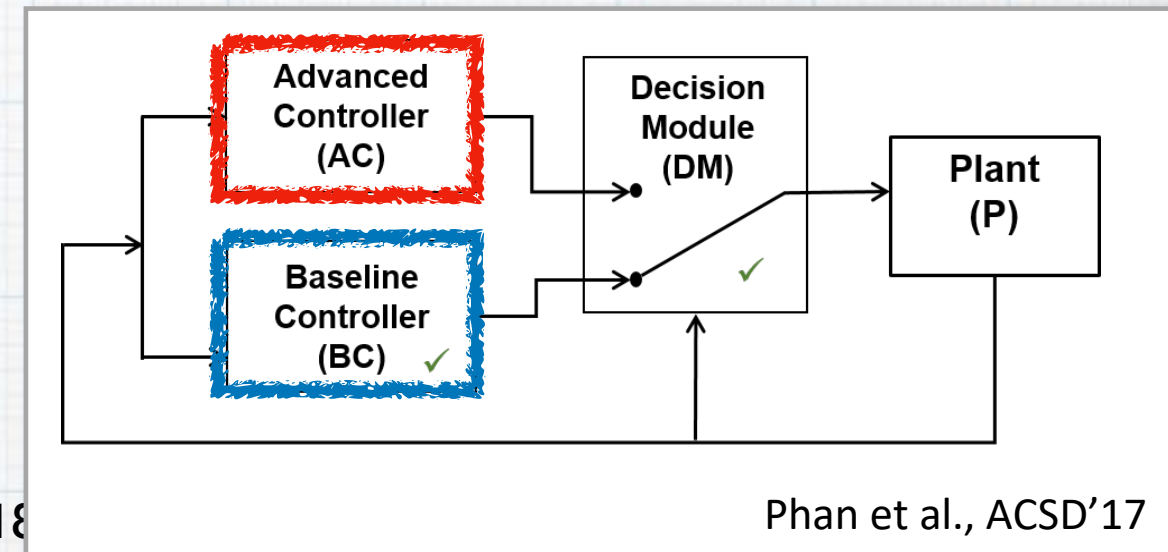 Advanced
Controller
(AC)
Decision
Module
(DM)
Plant
(P)
Baseline
Controller
(BC)
Phan et al., ACSD’17